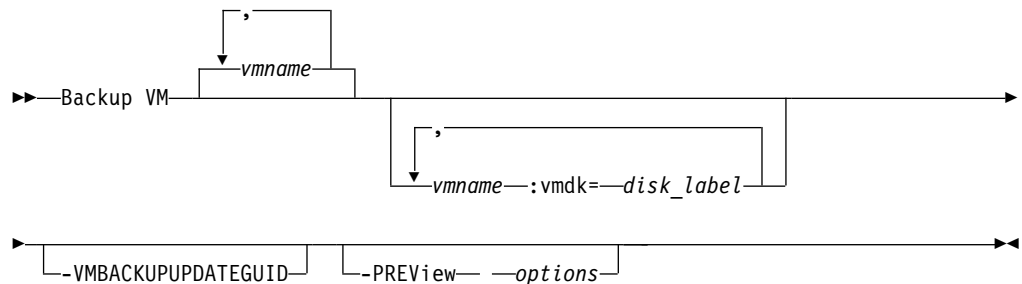 ,
vmname
Backup VM
,
vmname :vmdk= disk_label
-VMBACKUPUPDATEGUID -PREView options